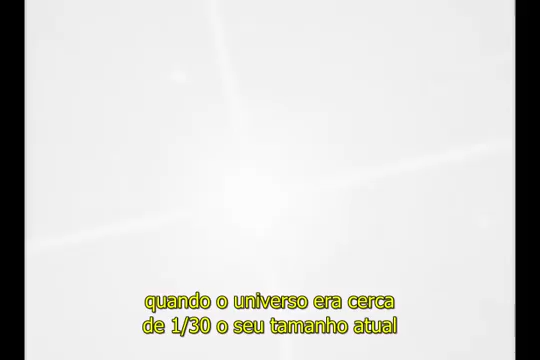 quando o universo era cerca
de 1/30 o seu tamanho atual